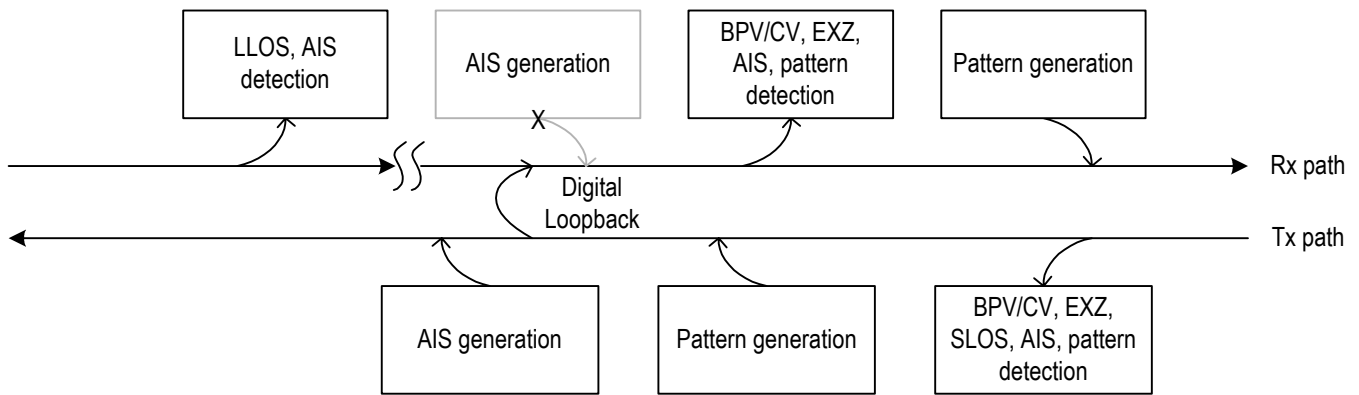 LLOS, AIS
detection
AIS generation
BPV/CV, EXZ,
AIS, pattern
detection
Pattern generation
X
Rx path
Digital
Loopback
Tx path
AIS generation
Pattern generation
BPV/CV, EXZ,
SLOS, AIS, pattern
detection